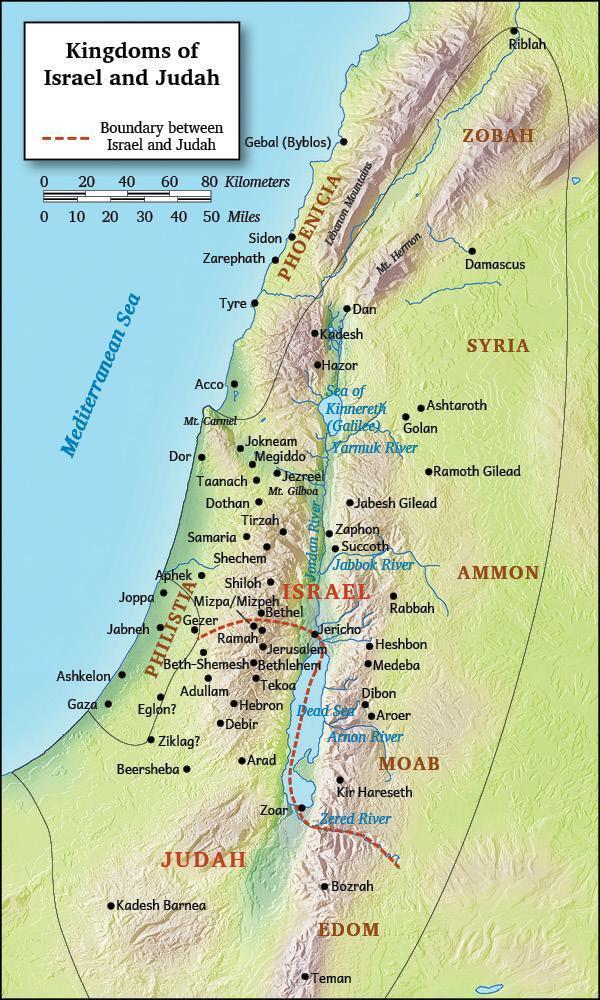 Kingdoms of
Israel and Judah
Boundary between
Israel and Judah
0 20 40 60 80 Kilometers
0 10 20 30 40 50 Miles
Riblah
ZOBAH
Gebal (Byblos)
PHOENICIA
Lebanon Mountains
Sidon
Zarephath
Mt. Hermon
Damascus
Mediterranean Sea
Tyre
Dan
Kadesh
SYRIA
Hazor
Acco
Sea of
Kinnereth
(Galilee)
Ashtaroth
Golan
Mt. Carmel
Jokneam
Yarmuk River
Dor
Megiddo
Taanach
Jezreel
Ramoth Gilead
Mt. Gilboa
Dothan
Jabesh Gilead
Tirzah
Jordan River
Zaphon
Samaria
Succoth
Shechem
Jabbok River
Aphek
AMMON
Shiloh
ISRAEL
Joppa
Mizpa/Mizpeh
Rabbah
Bethel
PHILISTIA
Gezer
Jabneh
Ramah
Jericho
Jerusalem
Heshbon
Beth-Shemesh
Bethlehem
Medeba
Ashkelon
Tekoa
Adullam
Dibon
Gaza
Eglon?
Hebron
Dead Sea
Aroer
Debir
Arnon River
Ziklag?
Arad
MOAB
Beersheba
Kir Hareseth
Zoar
Zered River
JUDAH
Bozrah
Kadesh Barnea
EDOM
Teman